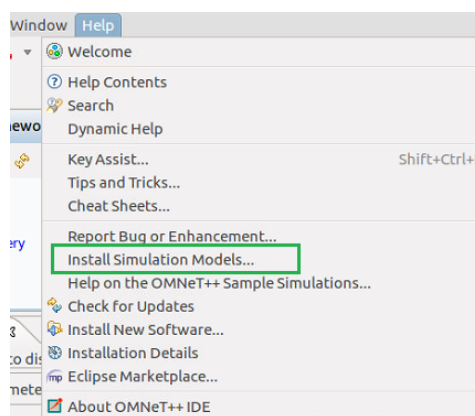 Window Help
Welcome
Help Contents
Search
Dynamic Help
Key Assist... Shift+Ctrl+
Tips and Tricks...
Cheat Sheets...
Report Bug or Enhancement...
Install Simulation Models...
Help on the OMNeT++ Sample Simulations...
Check for Updates
Install New Software...
Installation Details
Eclipse Marketplace...
About OMNeT++ IDE